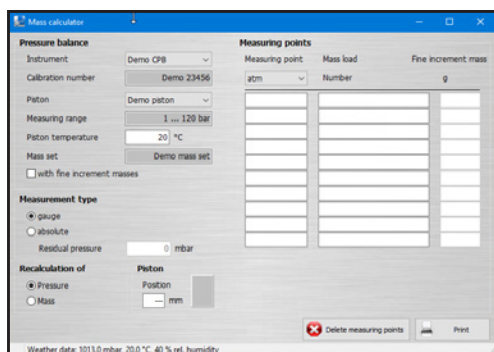 Mass calculator
Pressure balance
Instrument Demo CPB
Calibration number Demo 23456
Piston Demo piston
Measuring range 1 ... 120 bar
Piston temperature 20 °C
Mass set Demo mass set
with fine increment masses
Measurement type
gauge
absolute
Residual pressure 0 mbar
Recalculation of Piston
Pressure Position
Mass --- mm
Measuring points
Measuring point Mass load Fine increment mass
atm Number g
Delete measuring points Print
Weather data: 1013,0 mbar, 20,0 °C, 40 % rel. humidity